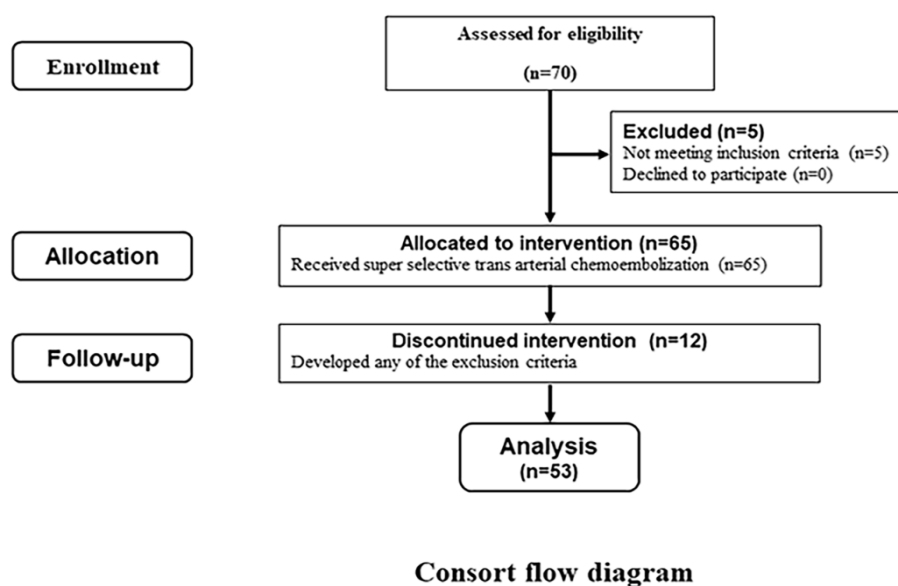 Enrollment
Assessed for eligibility
(n=70)
Excluded (n=5)
Not meeting inclusion criteria (n=5)
Declined to participate (n=0)
Allocation
Allocated to intervention (n=65)
Received super selective trans arterial chemoembolization (n=65)
Follow-up
Discontinued intervention (n=12)
Developed any of the exclusion criteria
Analysis
(n=53)
Consort flow diagram